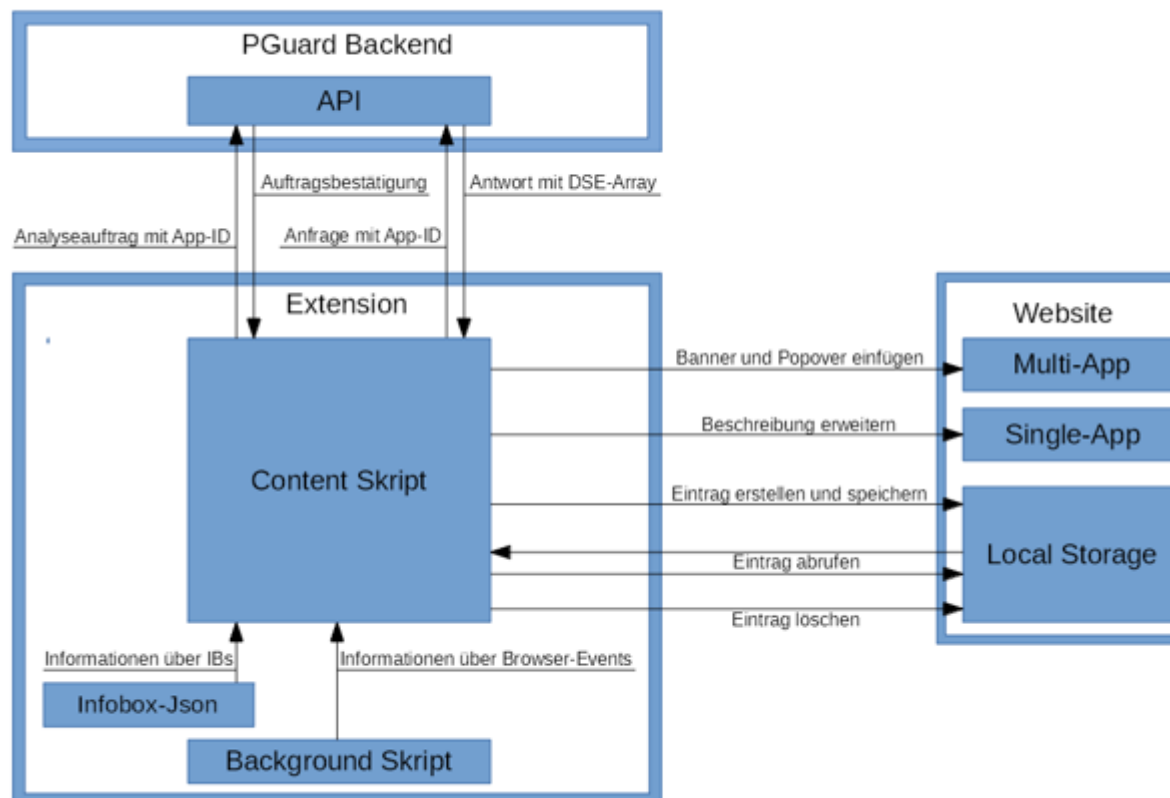 PGuard Backend
API
Auftragsbestätigung
Antwort mit DSE-Array
Analyseauftrag mit App-ID
Anfrage mit App-ID
Extension
Website
Banner und Popover einfügen
Multi-App
Beschreibung erweitern
Single-App
Content Skript
Eintrag erstellen und speichern
Local Storage
Eintrag abrufen
Eintrag löschen
Informationen über IBs
Informationen über Browser-Events
Infobox-Json
Background Skript